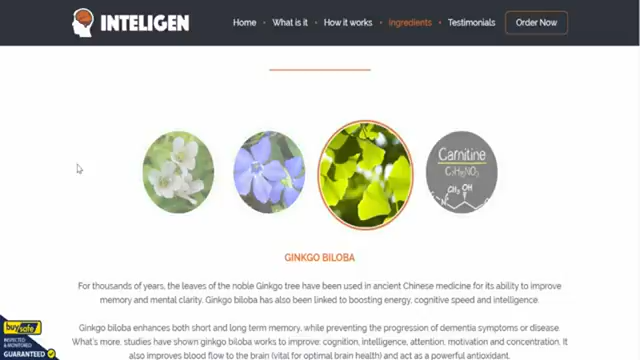 INTELIGEN
Home • What is it • How it works • Ingredients • Testimonials
Order Now
Carnitine
GINKGO BILOBA
For thousands of years, the leaves of the noble Ginkgo tree have been used in ancient Chinese medicine for its ability to improve
memory and mental clarity. Ginkgo biloba has also been linked to boosting energy, cognitive speed and intelligence.
Ginkgo biloba enhances both short and long term memory, while preventing the progression of dementia symptoms or disease.
What's more, studies have shown ginkgo biloba works to improve: cognition, intelligence, attention, motivation and concentration. It
also improves blood flow to the brain (vital for optimal brain health) and act as a powerful antioxidant.
buySafe
INSPECTED
& MONITORED
GUARANTEED